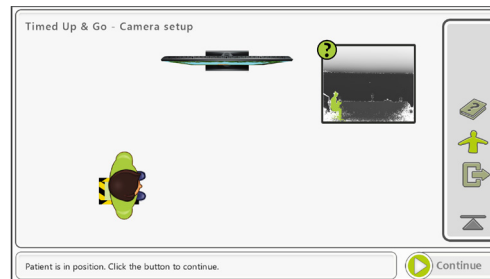 Timed Up & Go - Camera setup
?
?
Patient is in position. Click the button to continue.
Continue